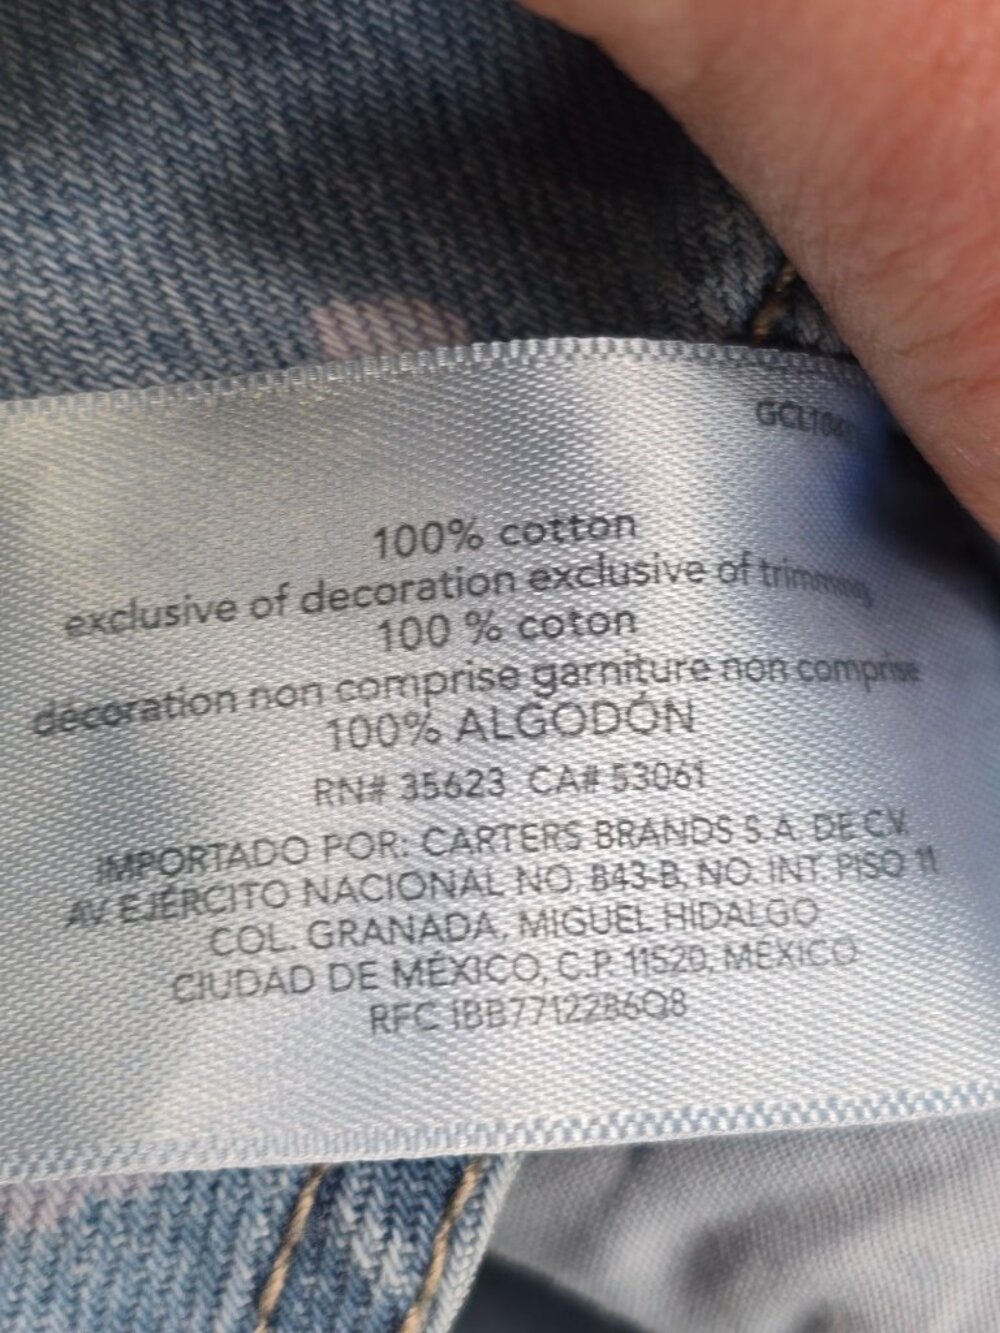 100% cotton
exclusive of decoration exclusive of trimming
100 % coton
décoration non comprise garniture non comprise
100% ALGODÓN
RN# 35623 CA# 53061
IMPORTADO POR: CARTERS BRANDS S.A. DE C.V.
AV. EJÉRCITO NACIONAL NO. 843-B, NO. INT. PISO 11
COL. GRANADA, MIGUEL HIDALGO
CIUDAD DE MÉXICO, C.P. 11520, MÉXICO
RFC IBB7712286Q8